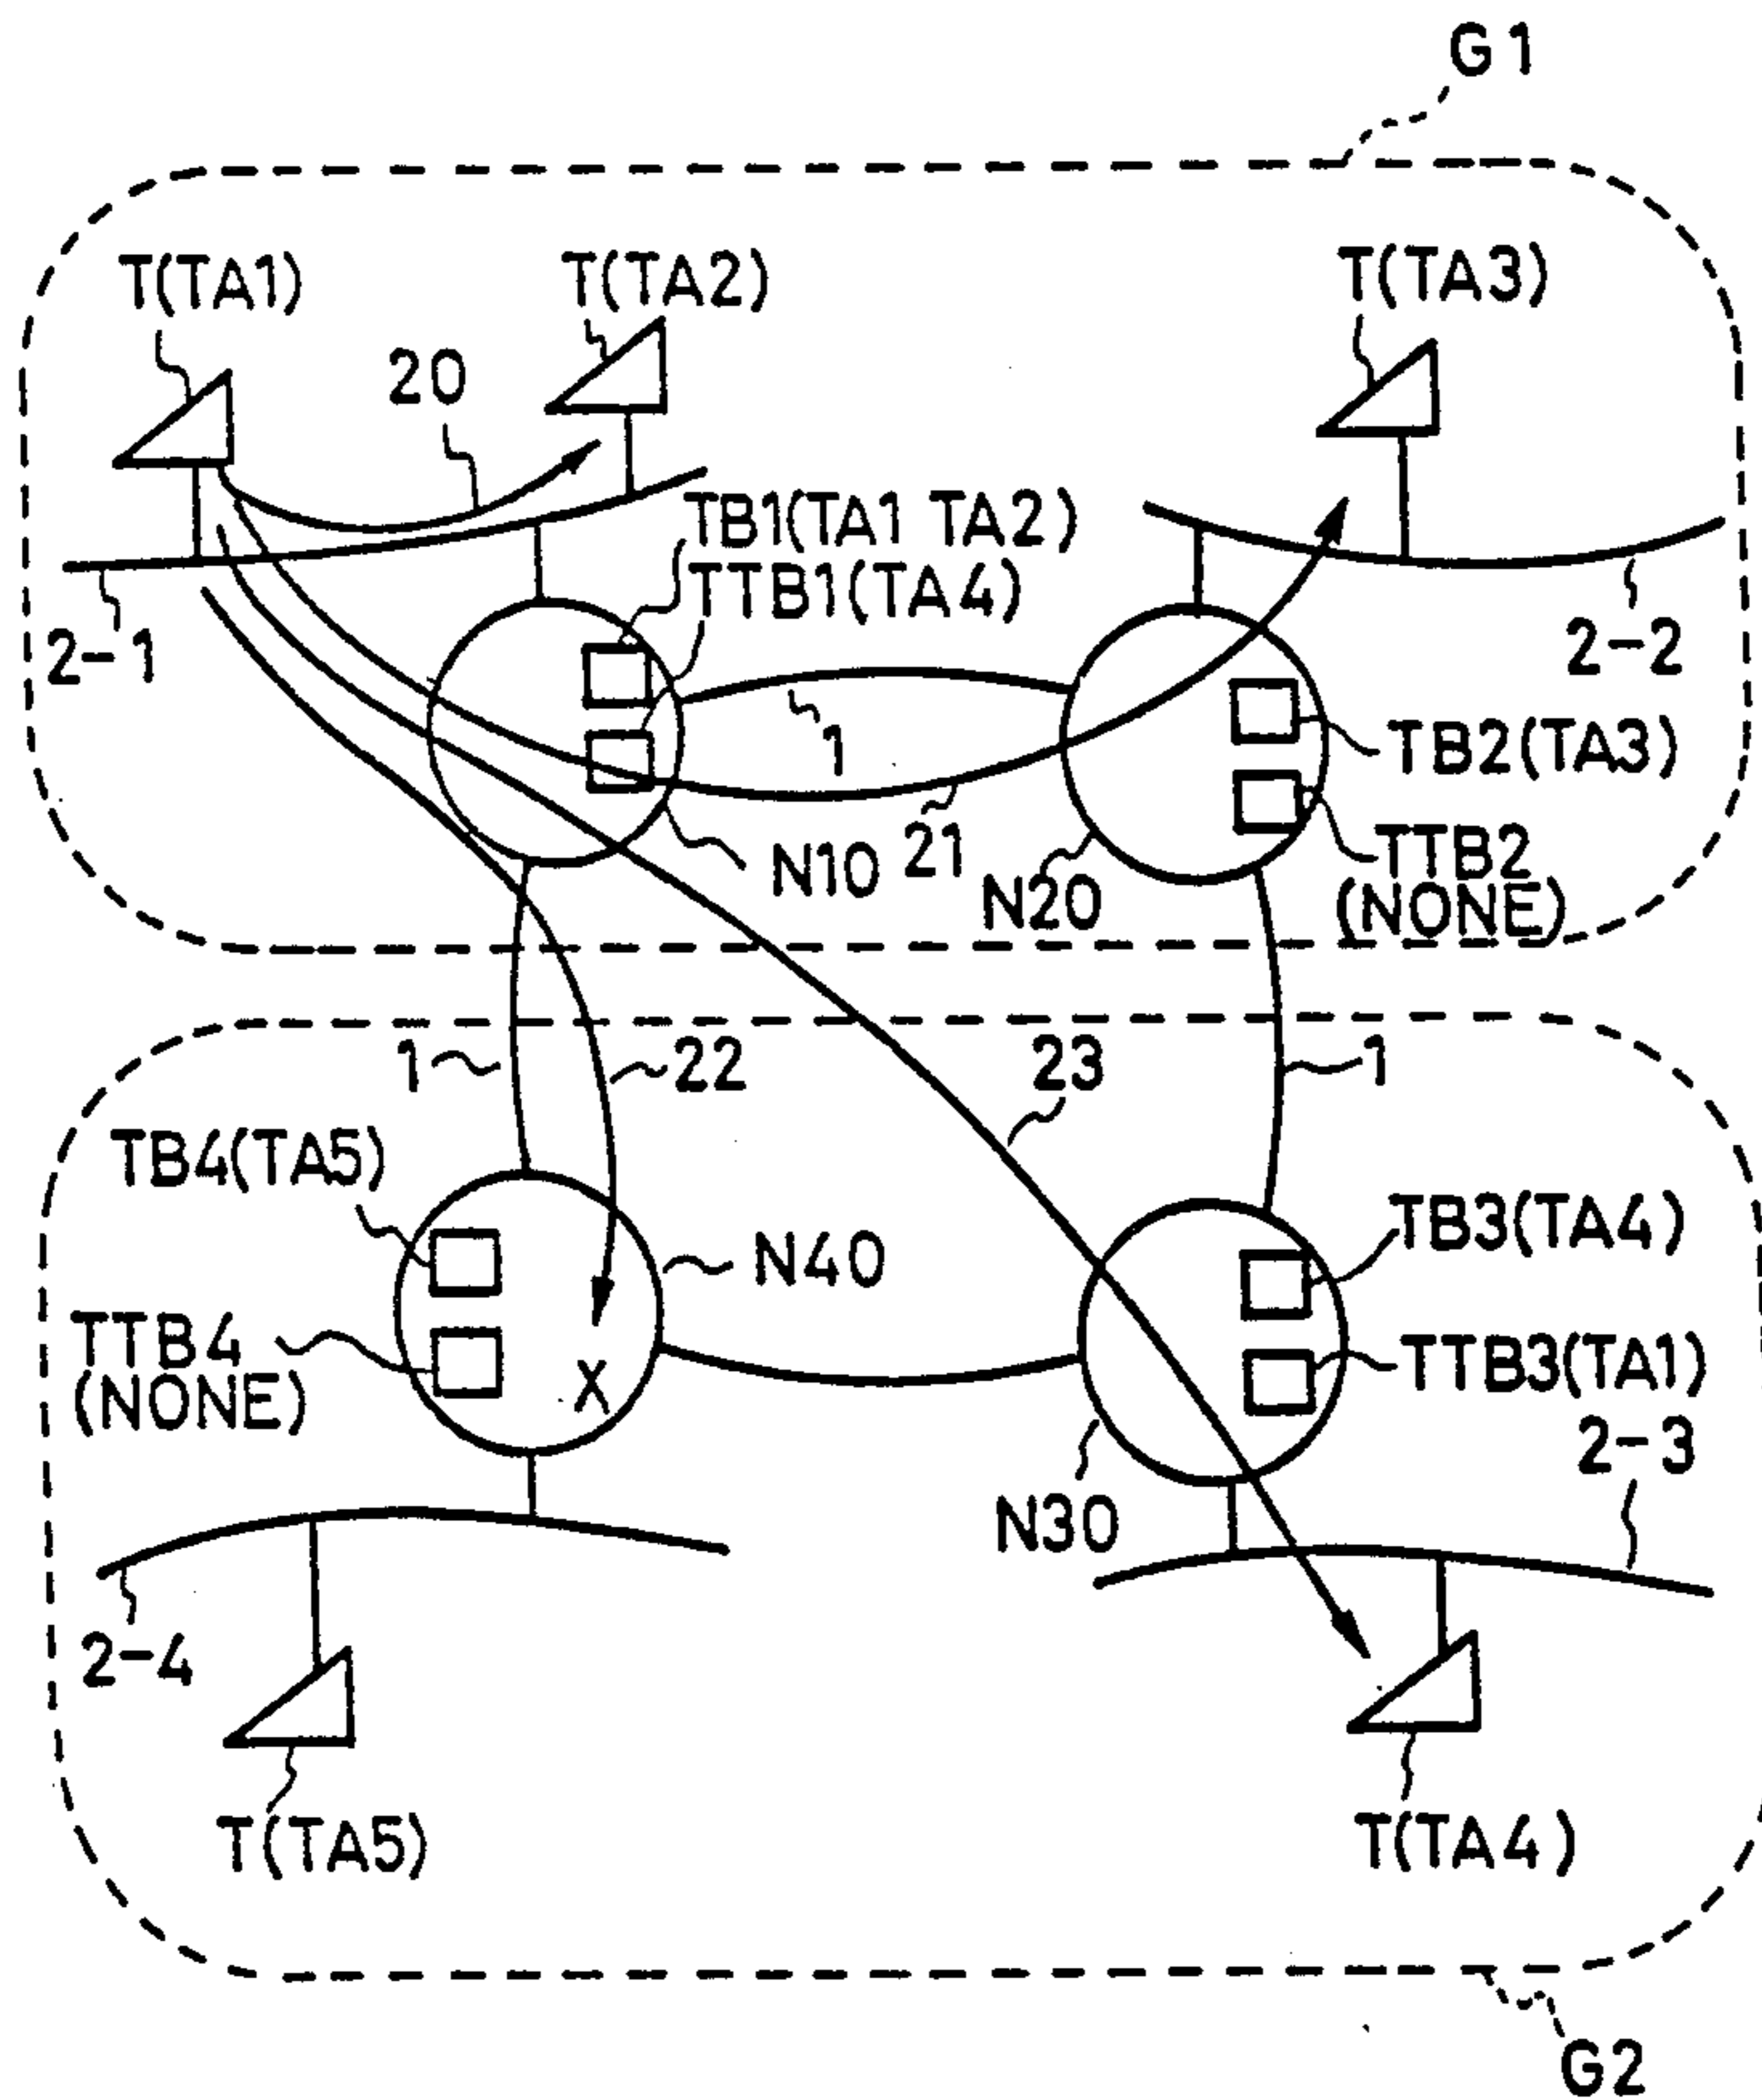 G1
T(TA1)
T(TA2)
T(TA3)
20
TB1(TA1 TA2)
TTB1(TA4)
2-1
2-2
1
TB2(TA3)
21
N10
N20
TTB2
(NONE)
1
22
23
1
TB4(TA5)
N40
TB3(TA4)
TTB4
(NONE)
X
TTB3(TA1)
2-3
N30
2-4
T(TA5)
T(TA4)
G2